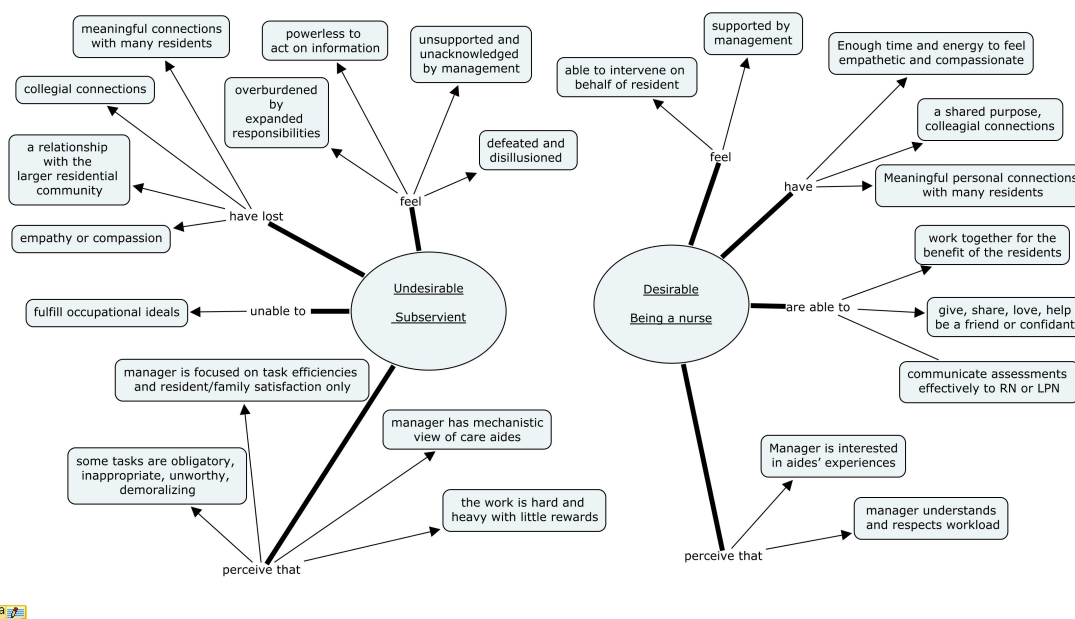 meaningful connections
with many residents
powerless to
act on information
unsupported and
unacknowledged
by management
collegial connections
overburdened
by
expanded
responsibilities
defeated and
disillusioned
a relationship
with the
larger residential
community
feel
have lost
empathy or compassion
Undesirable
Subservient
fulfill occupational ideals
unable to
manager is focused on task efficiencies
and resident/family satisfaction only
manager has mechanistic
view of care aides
some tasks are obligatory,
inappropriate, unworthy,
demoralizing
the work is hard and
heavy with little rewards
perceive that
supported by
management
Enough time and energy to feel
empathetic and compassionate
able to intervene on
behalf of resident
a shared purpose,
colleagial connections
feel
have
Meaningful personal connections
with many residents
work together for the
benefit of the residents
Desirable
Being a nurse
are able to
give, share, love, help
be a friend or confidant
communicate assessments
effectively to RN or LPN
Manager is interested
in aides’ experiences
manager understands
and respects workload
perceive that
a